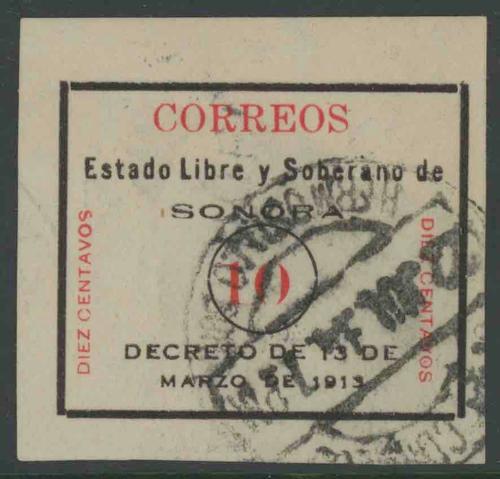 CORREOS
Estado Libre y Soberano de
SONORA
DIEZ CENTAVOS
10
DIEZ CENTAVOS
DECRETO DE 13 DE
MARZO DE 1913